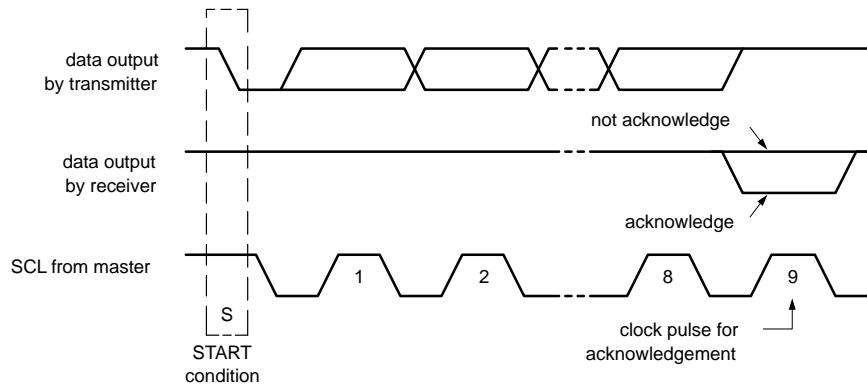 data output
by transmitter
not acknowledge
data output
by receiver
acknowledge
SCL from master
1
2
8
9
S
START
condition
clock pulse for
acknowledgement